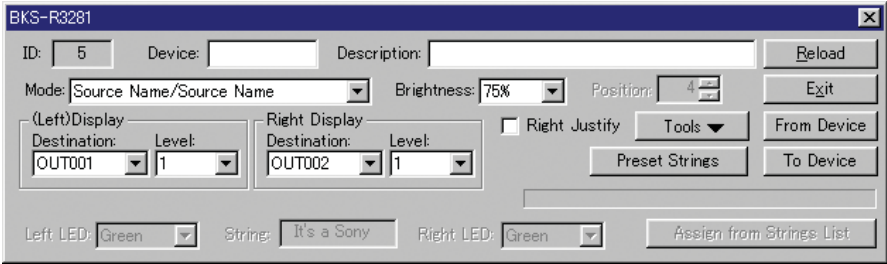 BKS-R3281
ID: 5 Device: Description: Reload
Mode: Source Name/Source Name Brightness: 75% Position: 4 Exit
(Left)Display Right Display Right Justify Tools From Device
Destination: Level: Destination: Level:
OUT001 1 OUT002 1 Preset Strings To Device
Left LED: Green String: It's a Sony Right LED: Green Assign from Strings List